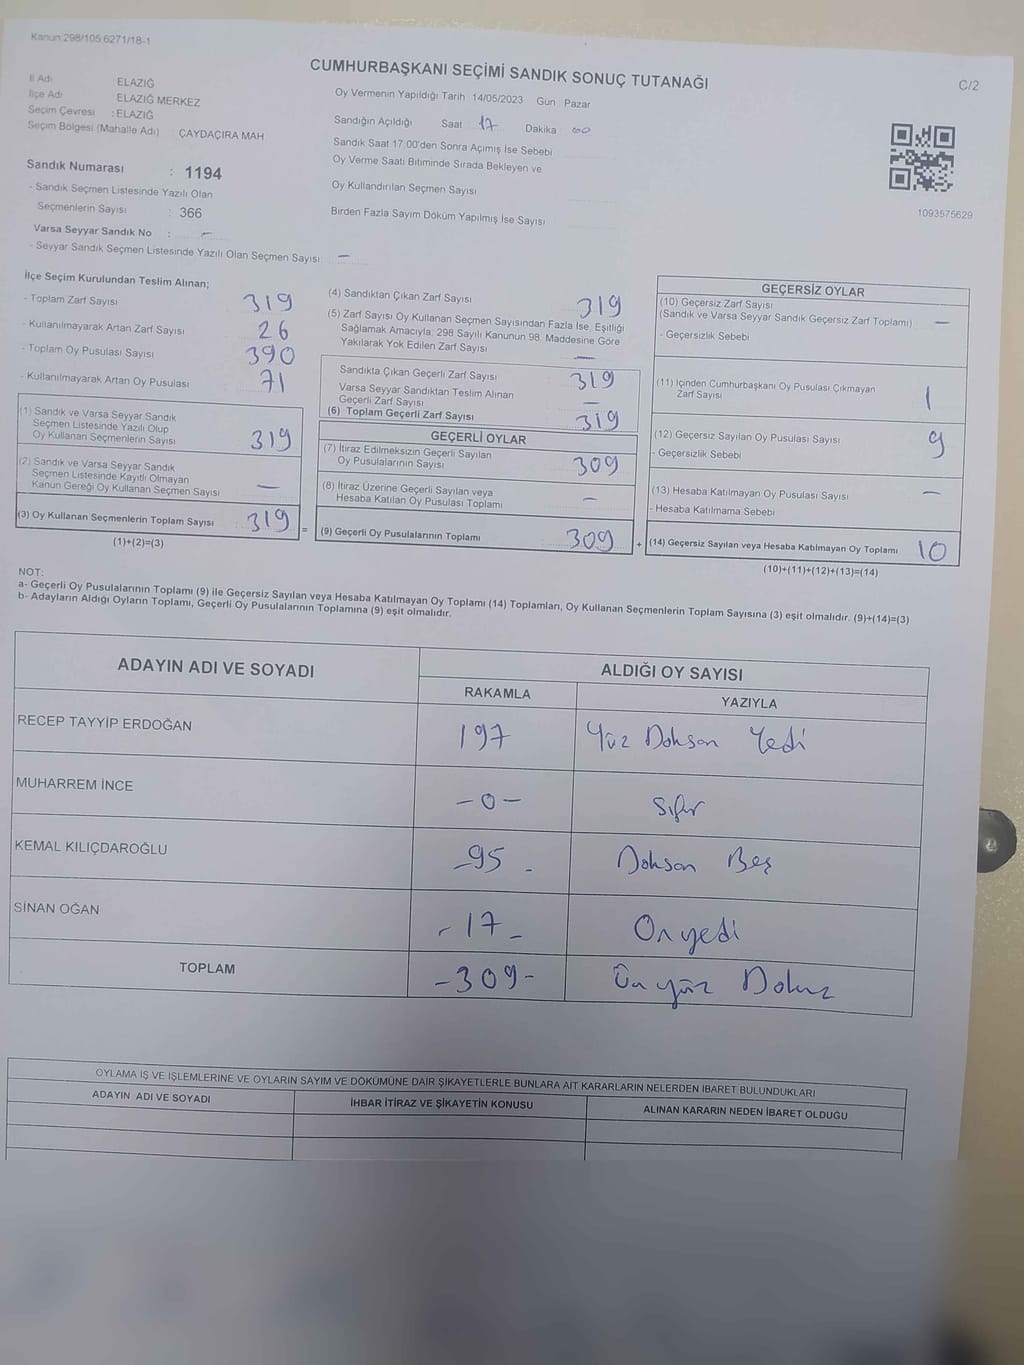 Kanun:298/105.6271/18-1
CUMHURBAŞKANI SEÇİMİ SANDIK SONUÇ TUTANAĞI
C/2
İl Adı ELAZIĞ
İlçe Adı ELAZIĞ MERKEZ
Seçim Çevresi : ELAZIĞ
Seçim Bölgesi (Mahalle Adı) ÇAYDAÇIRA MAH
Sandık Numarası : 1194
- Sandık Seçmen Listesinde Yazılı Olan
Seçmenlerin Sayısı : 366
Varsa Seyyar Sandık No : -
- Seyyar Sandık Seçmen Listesinde Yazılı Olan Seçmen Sayısı : -
Oy Vermenin Yapıldığı Tarih 14/05/2023 Gün : Pazar
Sandığın Açıldığı Saat 17 Dakika 00
Sandık Saat 17.00'den Sonra Açımış İse Sebebi
Oy Verme Saati Bitiminde Sırada Bekleyen ve
Oy Kullandırılan Seçmen Sayısı
Birden Fazla Sayım Döküm Yapılmış İse Sayısı
1093575629
İlçe Seçim Kurulundan Teslim Alınan;
- Toplam Zarf Sayısı 319
- Kullanılmayarak Artan Zarf Sayısı 26
- Toplam Oy Pusulası Sayısı 390
- Kullanılmayarak Artan Oy Pusulası 71
(1) Sandık ve Varsa Seyyar Sandık
Seçmen Listesinde Yazılı Olup
Oy Kullanan Seçmenlerin Sayısı 319
(2) Sandık ve Varsa Seyyar Sandık
Seçmen Listesinde Kayıtlı Olmayan
Kanun Gereği Oy Kullanan Seçmen Sayısı -
(3) Oy Kullanan Seçmenlerin Toplam Sayısı 319
(1)+(2)=(3)
=
(4) Sandıktan Çıkan Zarf Sayısı 319
(5) Zarf Sayısı Oy Kullanan Seçmen Sayısından Fazla İse, Eşitliği
Sağlamak Amacıyla; 298 Sayılı Kanunun 98. Maddesine Göre
Yakılarak Yok Edilen Zarf Sayısı -
Sandıkta Çıkan Geçerli Zarf Sayısı 319
Varsa Seyyar Sandıktan Teslim Alınan
Geçerli Zarf Sayısı -
(6) Toplam Geçerli Zarf Sayısı 319
GEÇERLİ OYLAR
(7) İtiraz Edilmeksizin Geçerli Sayılan
Oy Pusulalarının Sayısı 309
(8) İtiraz Üzerine Geçerli Sayılan veya
Hesaba Katılan Oy Pusulası Toplamı -
(9) Geçerli Oy Pusulalarının Toplamı 309
+
GEÇERSİZ OYLAR
(10) Geçersiz Zarf Sayısı
(Sandık ve Varsa Seyyar Sandık Geçersiz Zarf Toplamı) -
- Geçersizlik Sebebi
(11) İçinden Cumhurbaşkanı Oy Pusulası Çıkmayan
Zarf Sayısı 1
(12) Geçersiz Sayılan Oy Pusulası Sayısı 9
- Geçersizlik Sebebi
(13) Hesaba Katılmayan Oy Pusulası Sayısı -
- Hesaba Katılmama Sebebi
(14) Geçersiz Sayılan veya Hesaba Katılmayan Oy Toplamı 10
(10)+(11)+(12)+(13)=(14)
NOT:
a- Geçerli Oy Pusulalarının Toplamı (9) ile Geçersiz Sayılan veya Hesaba Katılmayan Oy Toplamı (14) Toplamları, Oy Kullanan Seçmenlerin Toplam Sayısına (3) eşit olmalıdır. (9)+(14)=(3)
b- Adayların Aldığı Oyların Toplamı, Geçerli Oy Pusulalarının Toplamına (9) eşit olmalıdır.
ADAYIN ADI VE SOYADI ALDIĞI OY SAYISI
RAKAMLA YAZIYLA
RECEP TAYYİP ERDOĞAN 197 Yüz Doksan Yedi
MUHARREM İNCE -0- Sıfır
KEMAL KILIÇDAROĞLU -95- Doksan Beş
SİNAN OĞAN -17- On yedi
TOPLAM -309- Üç yüz Dokuz
OYLAMA İŞ VE İŞLEMLERİNE VE OYLARIN SAYIM VE DÖKÜMÜNE DAİR ŞİKAYETLERLE BUNLARA AİT KARARLARIN NELERDEN İBARET BULUNDUKLARI
ADAYIN ADI VE SOYADI İHBAR İTİRAZ VE ŞİKAYETİN KONUSU ALINAN KARARIN NEDEN İBARET OLDUĞU